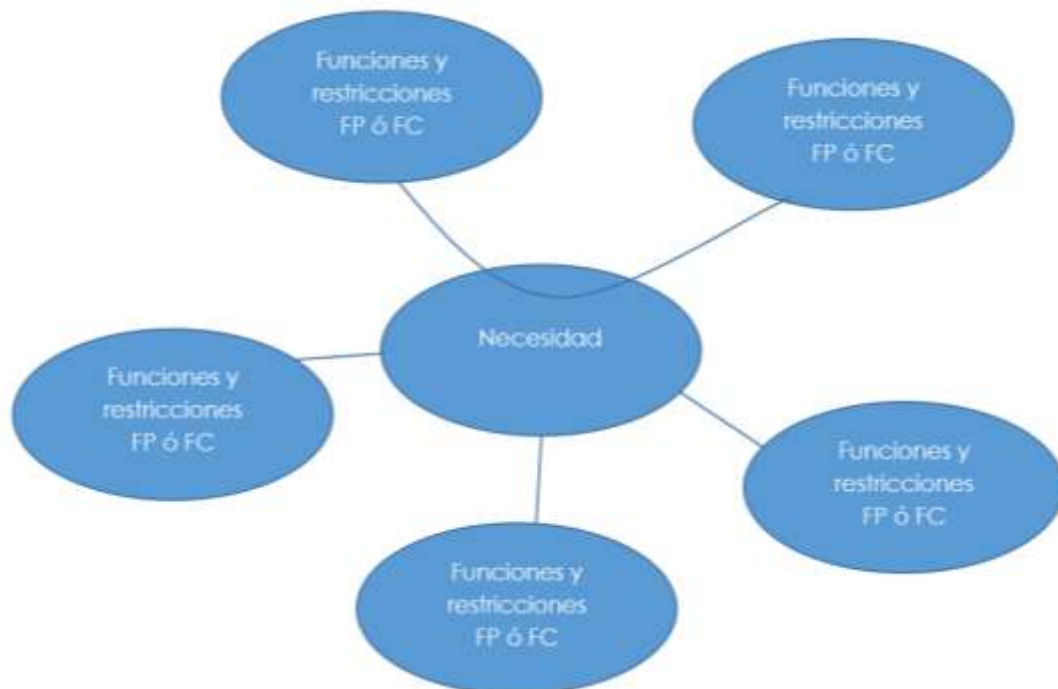 Funciones y
restricciones
FP ó FC
Funciones y
restricciones
FP ó FC
Necesidad
Funciones y
restricciones
FP ó FC
Funciones y
restricciones
FP ó FC
Funciones y
restricciones
FP ó FC